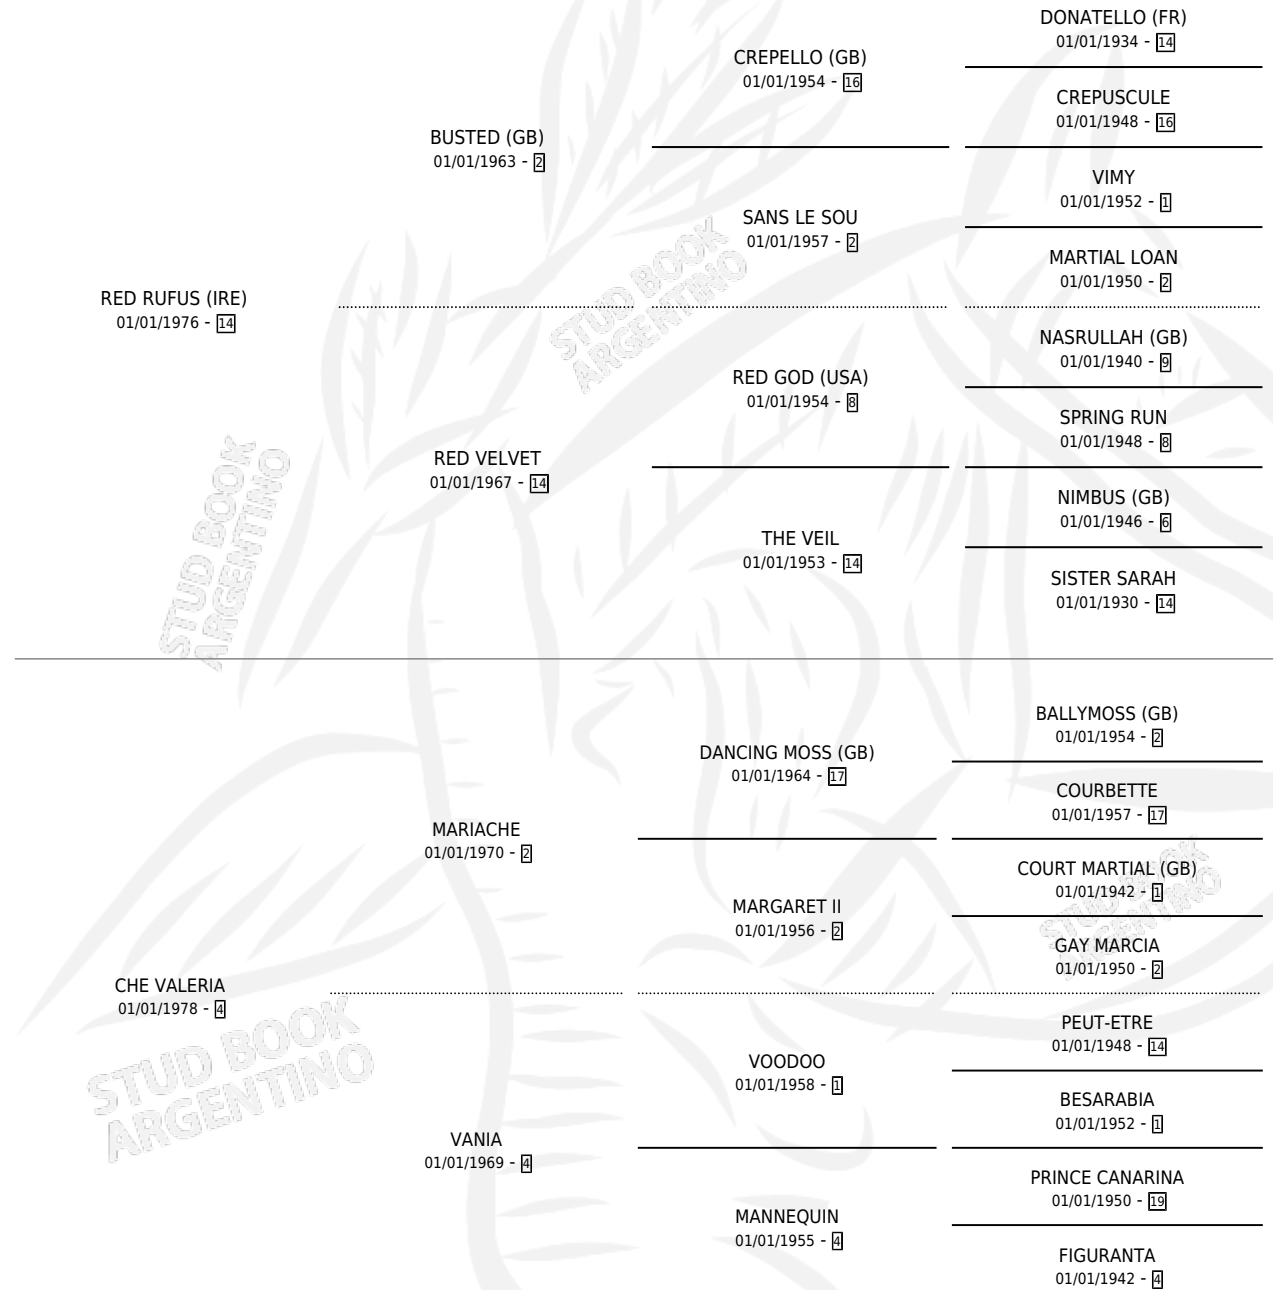 DONATELLO (FR)
01/01/1934 - 14
CREPELLO (GB)
01/01/1954 - 16
CREPUSCULE
01/01/1948 - 16
BUSTED (GB)
01/01/1963 - 2
VIMY
01/01/1952 - 1
SANS LE SOU
01/01/1957 - 2
MARTIAL LOAN
01/01/1950 - 2
RED RUFUS (IRE)
01/01/1976 - 14
NASRULLAH (GB)
01/01/1940 - 9
RED GOD (USA)
01/01/1954 - 8
SPRING RUN
01/01/1948 - 8
RED VELVET
01/01/1967 - 14
NIMBUS (GB)
01/01/1946 - 6
THE VEIL
01/01/1953 - 14
SISTER SARAH
01/01/1930 - 14
BALLYMOSS (GB)
01/01/1954 - 2
DANCING MOSS (GB)
01/01/1964 - 17
COURBETTE
01/01/1957 - 17
MARIACHE
01/01/1970 - 2
COURT MARTIAL (GB)
01/01/1942 - 1
MARGARET II
01/01/1956 - 2
GAY MARCIA
01/01/1950 - 2
CHE VALERIA
01/01/1978 - 4
PEUT-ETRE
01/01/1948 - 14
VOODOO
01/01/1958 - 1
BESARABIA
01/01/1952 - 1
VANIA
01/01/1969 - 4
PRINCE CANARINA
01/01/1950 - 19
MANNEQUIN
01/01/1955 - 4
FIGURANTA
01/01/1942 - 4
STUD BOOK
ARGENTINO
STUD BOOK
ARGENTINO
STUD BOOK
ARGENTINO
STUD BOOK
ARGENTINO